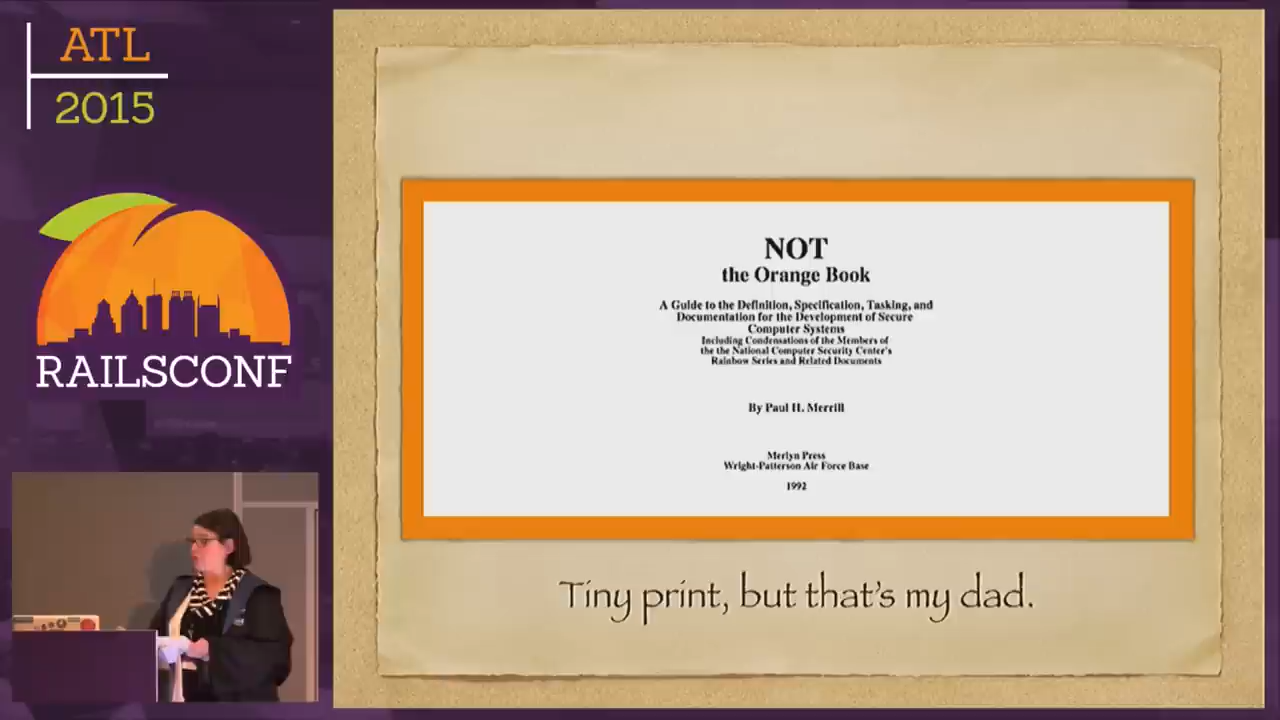 ATL
2015
RAILSCONF
NOT
the Orange Book
A Guide to the Definition, Specification, Tasking, and
Documentation for the Development of Secure
Computer Systems
Including Condensations of the Members of
the the National Computer Security Center's
Rainbow Series and Related Documents
By Paul H. Merrill
Merlyn Press
Wright-Patterson Air Force Base
1992
Tiny print, but that's my dad.